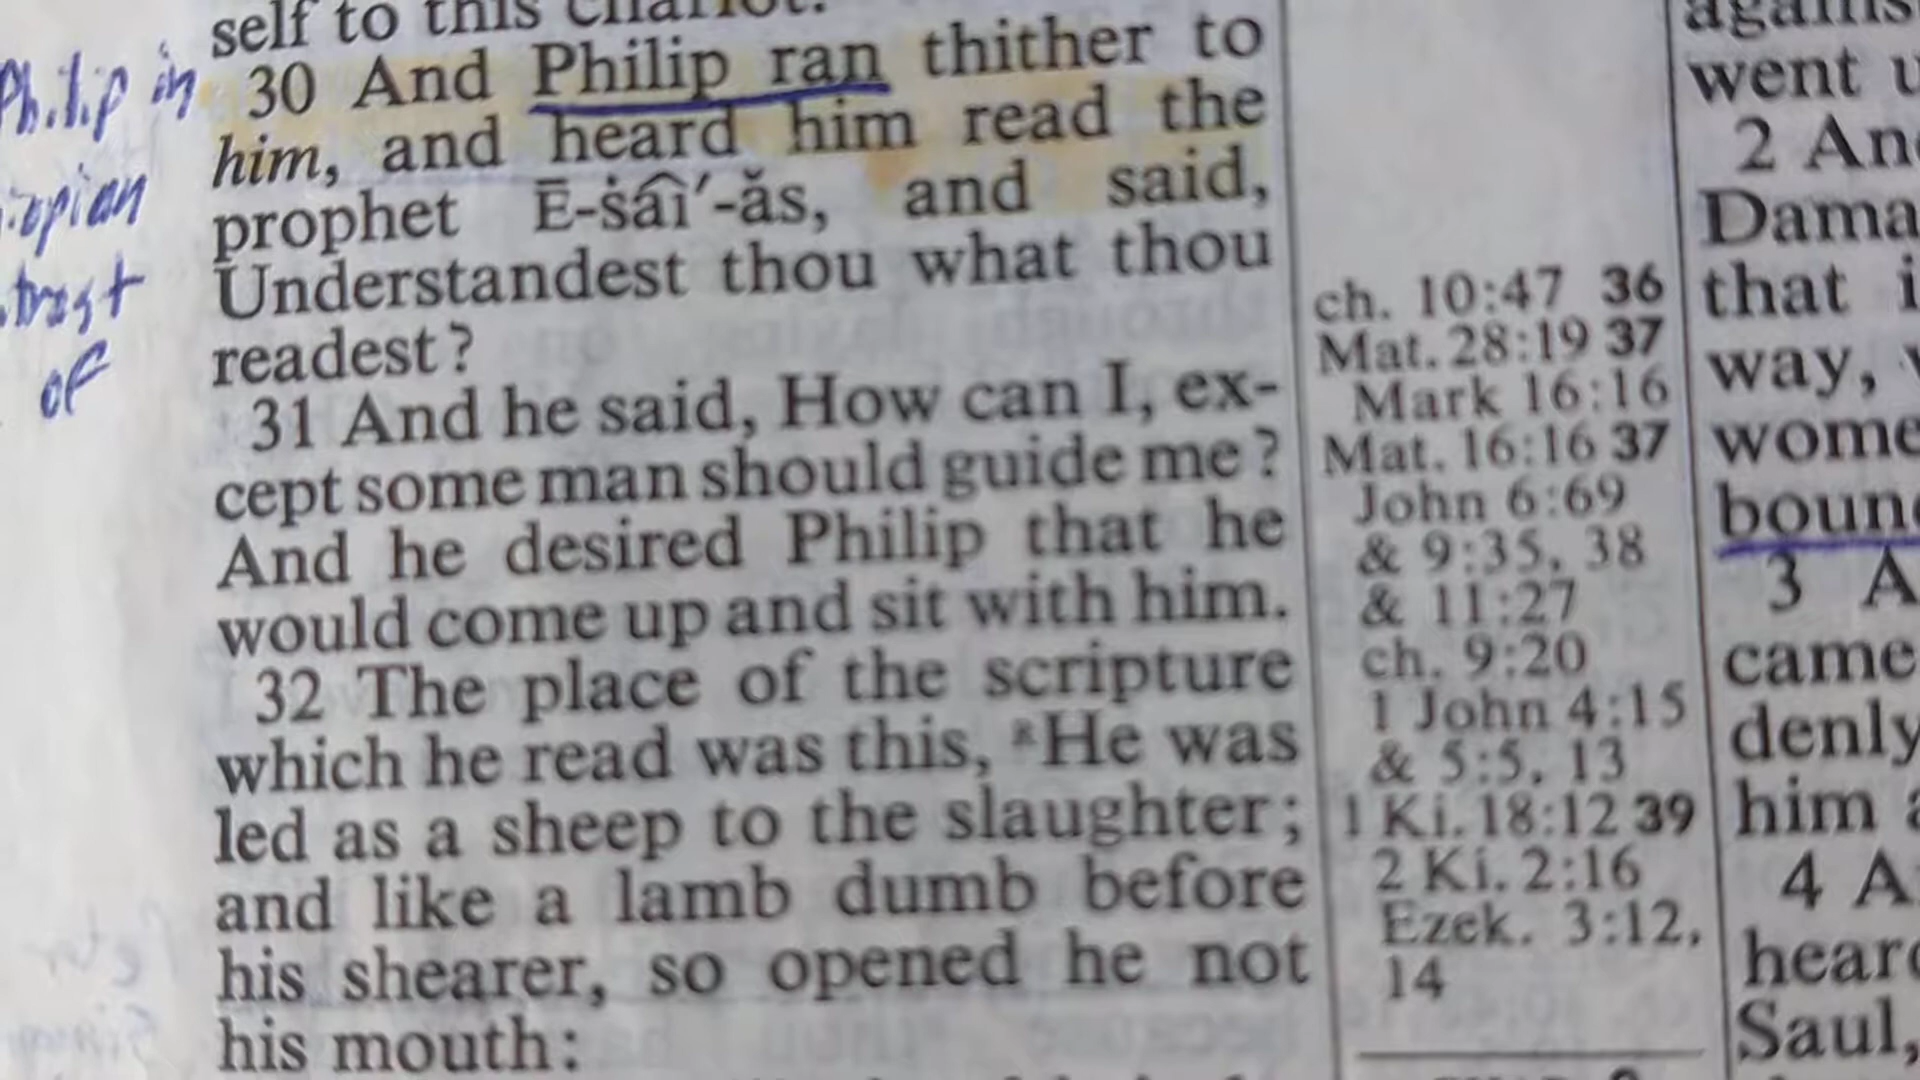 self to this chariot.
30 And Philip ran thither to
him, and heard him read the
prophet Ē-ṡâî′-ăs, and said,
Understandest thou what thou
readest?
31 And he said, How can I, ex-
cept some man should guide me?
And he desired Philip that he
would come up and sit with him.
32 The place of the scripture
which he read was this, He was
led as a sheep to the slaughter;
and like a lamb dumb before
his shearer, so opened he not
his mouth:
Philip in
of
ch. 10:47 36
Mat. 28:19 37
Mark 16:16
Mat. 16:16 37
John 6:69
& 9:35, 38
& 11:27
ch. 9:20
1 John 4:15
& 5:5, 13
1 Ki. 18:12 39
2 Ki. 2:16
Ezek. 3:12,
14
went u
2 An
Dama
that i
way,
wome
boun
3 A
came
denly
him a
4 A
hear
Saul,